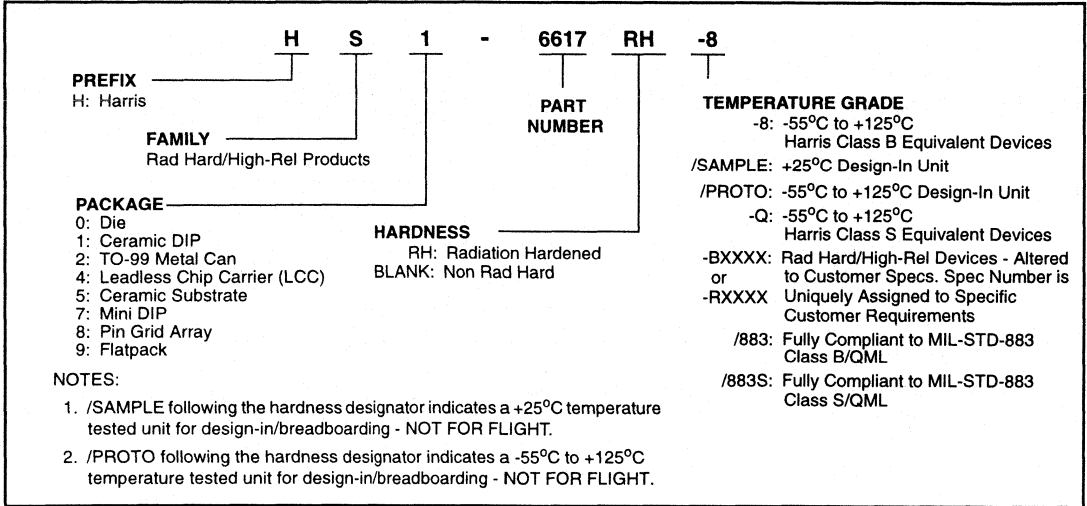 H S 1 - 6617 RH -8
PREFIX
H: Harris
FAMILY
Rad Hard/High-Rel Products
PACKAGE
0: Die
1: Ceramic DIP
2: TO-99 Metal Can
4: Leadless Chip Carrier (LCC)
5: Ceramic Substrate
7: Mini DIP
8: Pin Grid Array
9: Flatpack
HARDNESS
RH: Radiation Hardened
BLANK: Non Rad Hard
PART
NUMBER
TEMPERATURE GRADE
-8: -55°C to +125°C
Harris Class B Equivalent Devices
/SAMPLE: +25°C Design-In Unit
/PROTO: -55°C to +125°C Design-In Unit
-Q: -55°C to +125°C
Harris Class S Equivalent Devices
-BXXXX: Rad Hard/High-Rel Devices - Altered
or to Customer Specs. Spec Number is
-RXXXX Uniquely Assigned to Specific
Customer Requirements
/883: Fully Compliant to MIL-STD-883
Class B/QML
/883S: Fully Compliant to MIL-STD-883
Class S/QML
NOTES:
1. /SAMPLE following the hardness designator indicates a +25°C temperature
tested unit for design-in/breadboarding - NOT FOR FLIGHT.
2. /PROTO following the hardness designator indicates a -55°C to +125°C
temperature tested unit for design-in/breadboarding - NOT FOR FLIGHT.